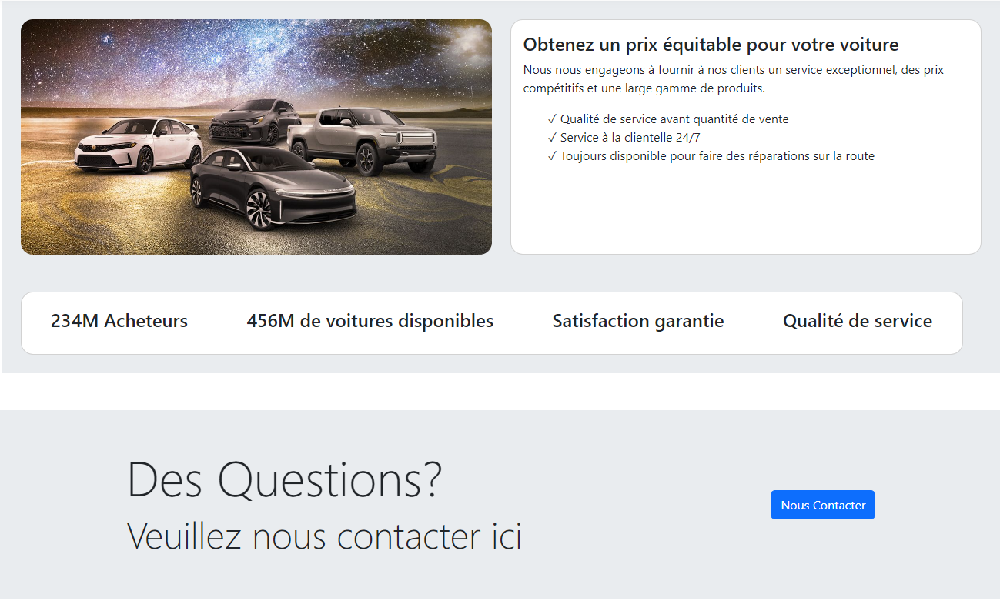 Obtenez un prix équitable pour votre voiture
Nous nous engageons à fournir à nos clients un service exceptionnel, des prix
compétitifs et une large gamme de produits.
✓ Qualité de service avant quantité de vente
✓ Service à la clientelle 24/7
✓ Toujours disponible pour faire des réparations sur la route
234M Acheteurs
456M de voitures disponibles
Satisfaction garantie
Qualité de service
Des Questions?
Veuillez nous contacter ici
Nous Contacter